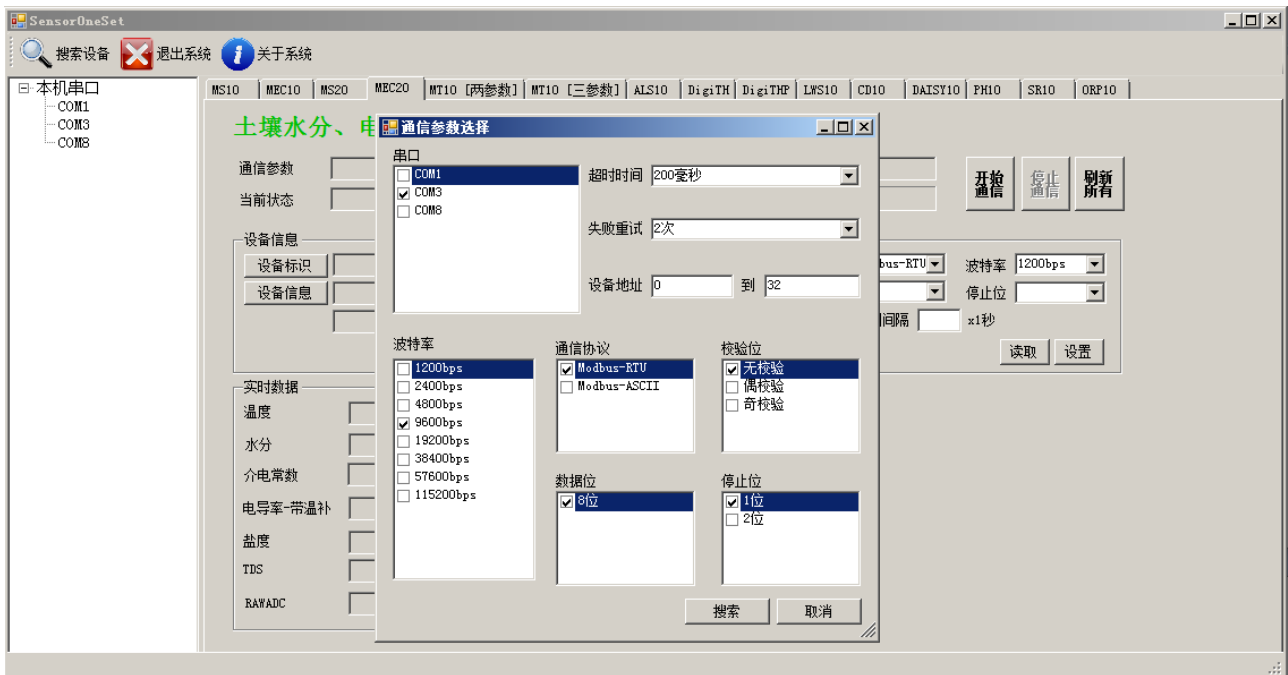 SensorOneSet
搜索设备 退出系统 关于系统
本机串口
COM1
COM3
COM8
MS10 MEC10 MS20 MEC20 MT10 [两参数] MT10 [三参数] ALS10 DigiTH DigiTHP LWS10 CD10 DAISY10 PH10 SR10 ORP10
土壤水分、
通信参数
当前状态
开始通信 停止通信 刷新所有
设备信息
设备标识
设备信息
bus-RTU 波特率 1200bps
停止位
间隔 x1秒
读取 设置
实时数据
温度
水分
介电常数
电导率-带温补
盐度
TDS
RAWADC
通信参数选择
串口
COM1
COM3
COM8
超时时间 200毫秒
失败重试 2次
设备地址 0 到 32
波特率
1200bps
2400bps
4800bps
9600bps
19200bps
38400bps
57600bps
115200bps
通信协议
Modbus-RTU
Modbus-ASCII
校验位
无校验
偶校验
奇校验
数据位
8位
停止位
1位
2位
搜索 取消